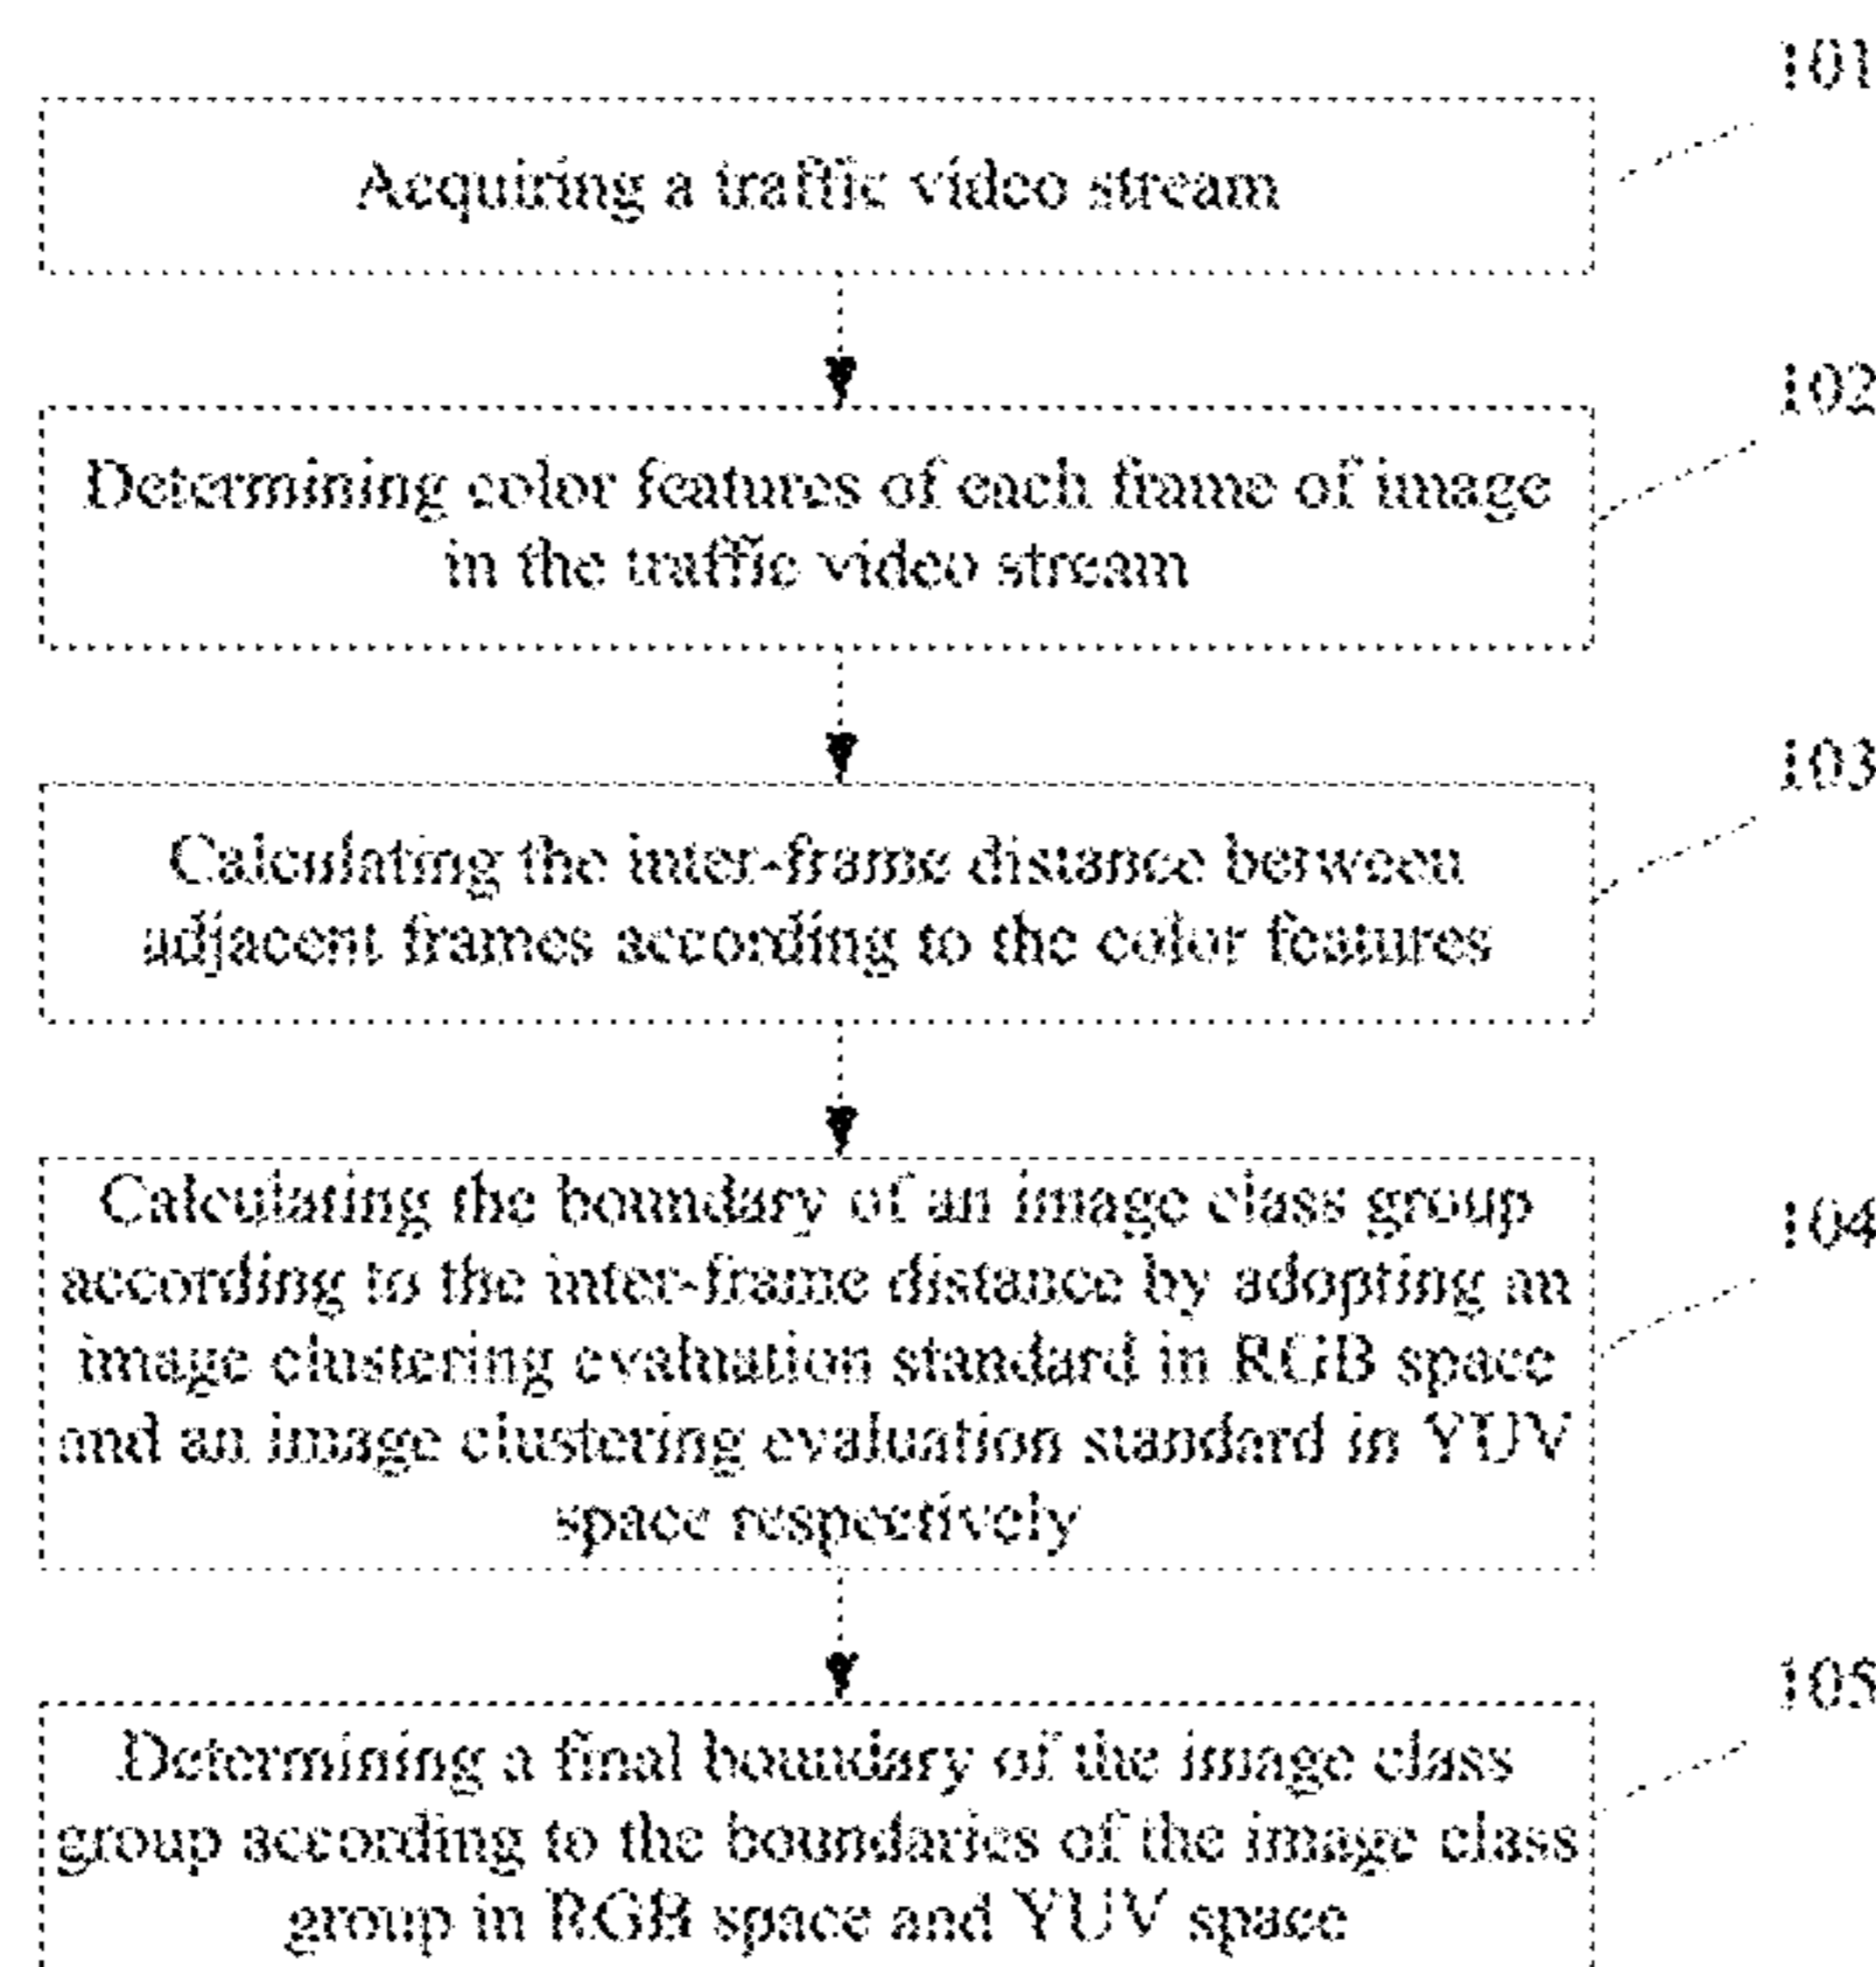 101
Acquiring a traffic video stream
102
Determining color features of each frame of image
in the traffic video stream
103
Calculating the inter-frame distance between
adjacent frames according to the color features
104
Calculating the boundary of an image class group
according to the inter-frame distance by adopting an
image clustering evaluation standard in RGB space
and an image clustering evaluation standard in YUV
space respectively
105
Determining a final boundary of the image class
group according to the boundaries of the image class
group in RGB space and YUV space